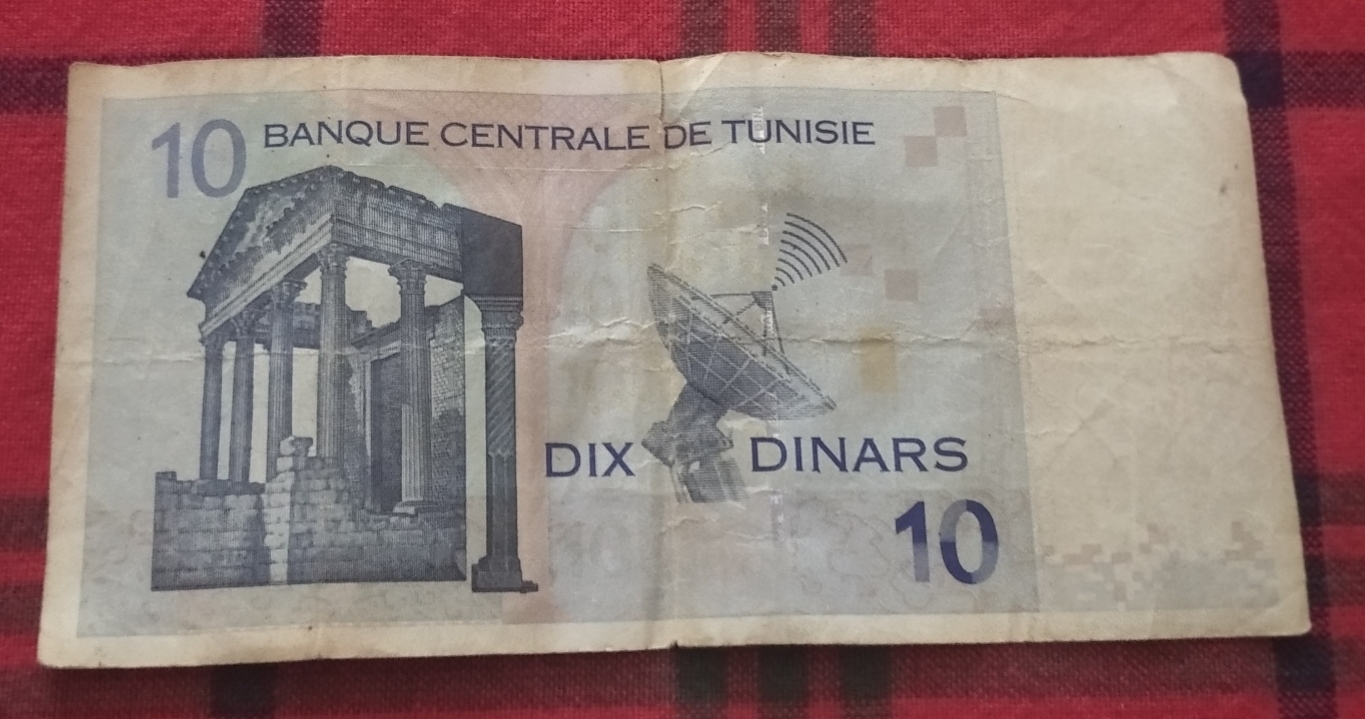 10 BANQUE CENTRALE DE TUNISIE
DIX DINARS
10